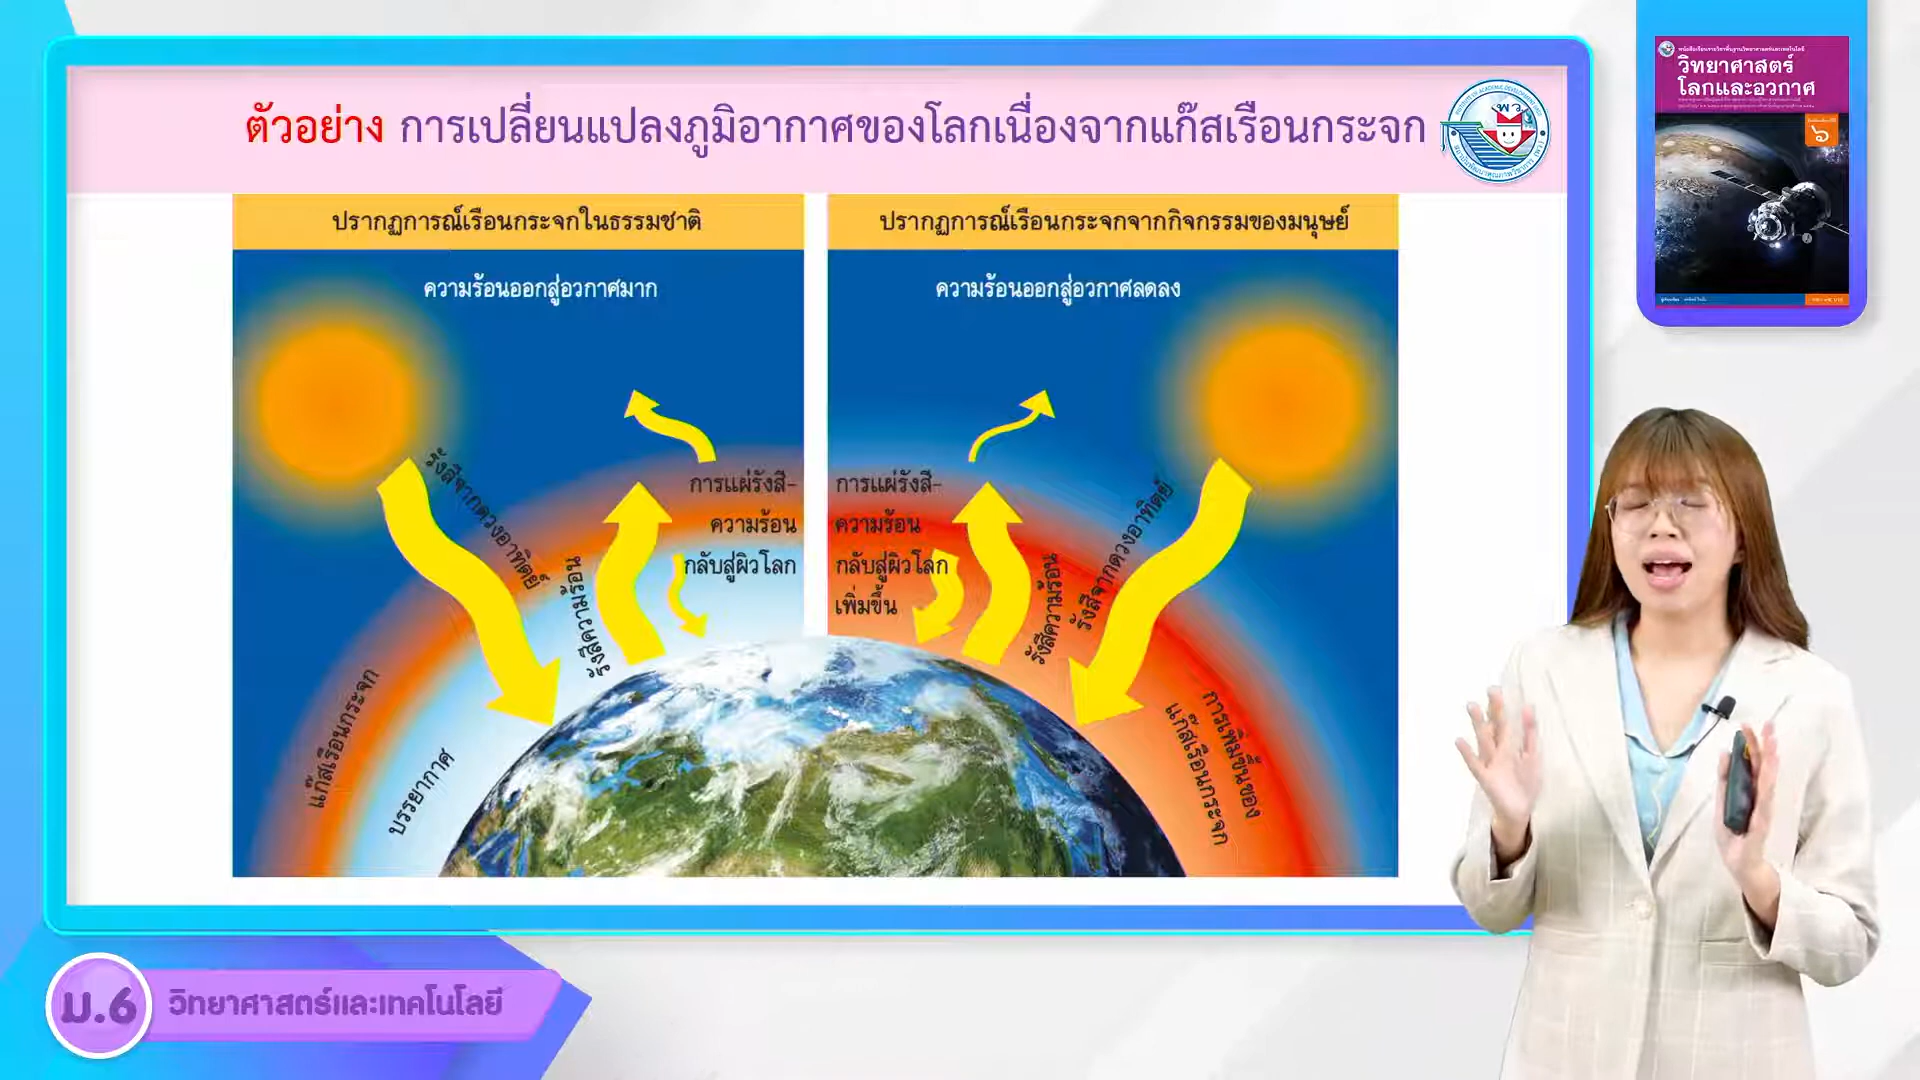 ตัวอย่าง การเปลี่ยนแปลงภูมิอากาศของโลกเนื่องจากแก๊สเรือนกระจก
พว.
ปรากฏการณ์เรือนกระจกในธรรมชาติ
ความร้อนออกสู่อวกาศมาก
รังสีจากดวงอาทิตย์
รังสีความร้อน
การแผ่รังสี-
ความร้อน
กลับสู่ผิวโลก
แก๊สเรือนกระจก
บรรยากาศ
ปรากฏการณ์เรือนกระจกจากกิจกรรมของมนุษย์
ความร้อนออกสู่อวกาศลดลง
การแผ่รังสี-
ความร้อน
กลับสู่ผิวโลก
เพิ่มขึ้น
รังสีความร้อน
รังสีจากดวงอาทิตย์
การเพิ่มขึ้นของ
แก๊สเรือนกระจก
วิทยาศาสตร์
โลกและอวกาศ
๖
ม.6 วิทยาศาสตร์และเทคโนโลยี